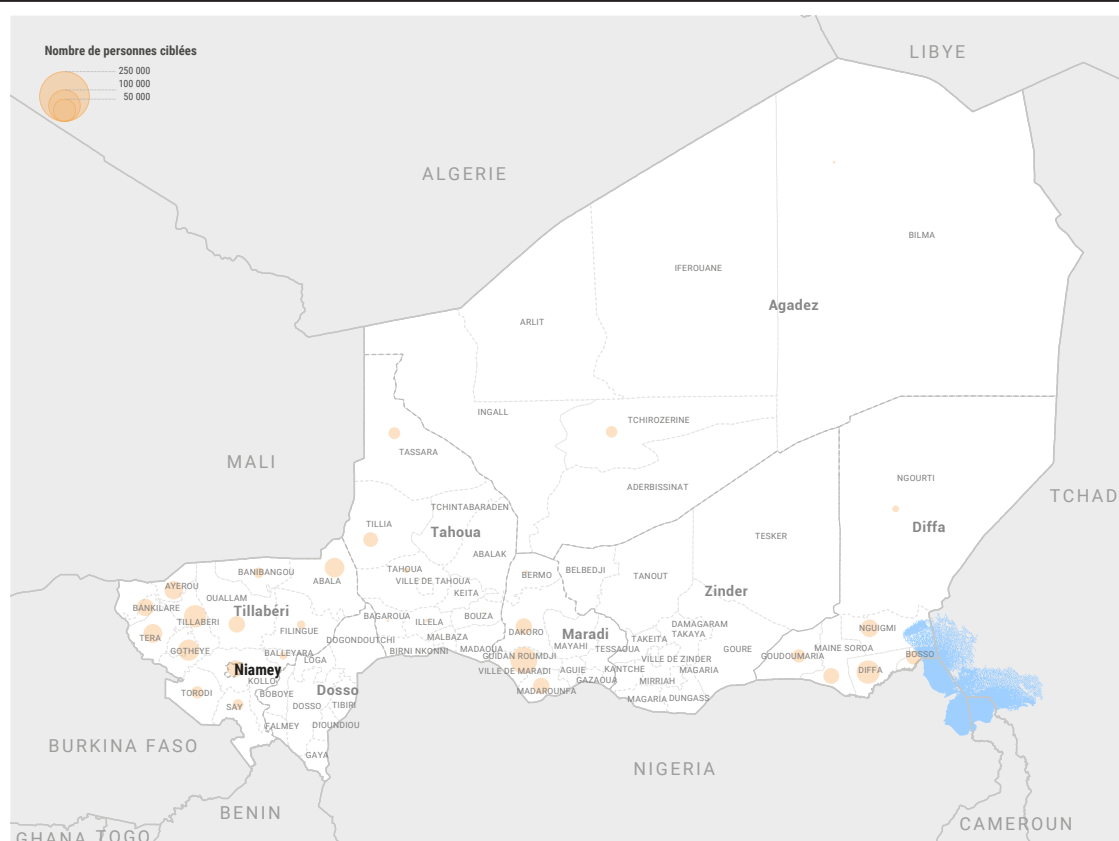 Nombre de personnes ciblées
250 000
100 000
50 000
LIBYE
ALGERIE
BILMA
IFEROUANE
Agadez
ARLIT
INGALL
TCHIROZERINE
TASSARA
MALI
NGOURTI
ADERBISSINAT
TCHAD
TCHINTABARADEN
TILLIA
Tahoua
Diffa
TESKER
ABALAK
TAHOUA
BELBEDJI
BANIBANGOU
BERMO
TANOUT
ABALA
VILLE DE TAHOUA
AYEROU
KEITA
Zinder
OUALLAM
BANKILARE
Tillabéri
BAGAROUA
BOUZA
TILLABERI
ILLELA
DAMAGARAM
TAKAYA
NGUIGMI
FILINGUE
DAKORO
Maradi
TERA
DOGONDOUTCHI
MALBAZA
TAKEITA
MAYAHI
TESSAOUA
GOURE
MAINE SOROA
GOTHEYE
BIRNI NKONNI
MADAOUA
BALLEYARA
GUIDAN ROUMDJI
GOUDOUMARIA
BOSSO
LOGA
VILLE DE ZINDER
Niamey
VILLE DE MARADI
AGUIE
KANTCHE
MAGARIA
DIFFA
KOLLO
GAZAOUA
MIRRIAH
TORODI
BOBOYE
Dosso
MADAROUNFA
MAGARIA
DUNGASS
SAY
DOSSO
TIBIRI
FALMEY
DIOUNDIOU
BURKINA FASO
GAYA
NIGERIA
BENIN
CAMEROUN
GHANA
TOGO